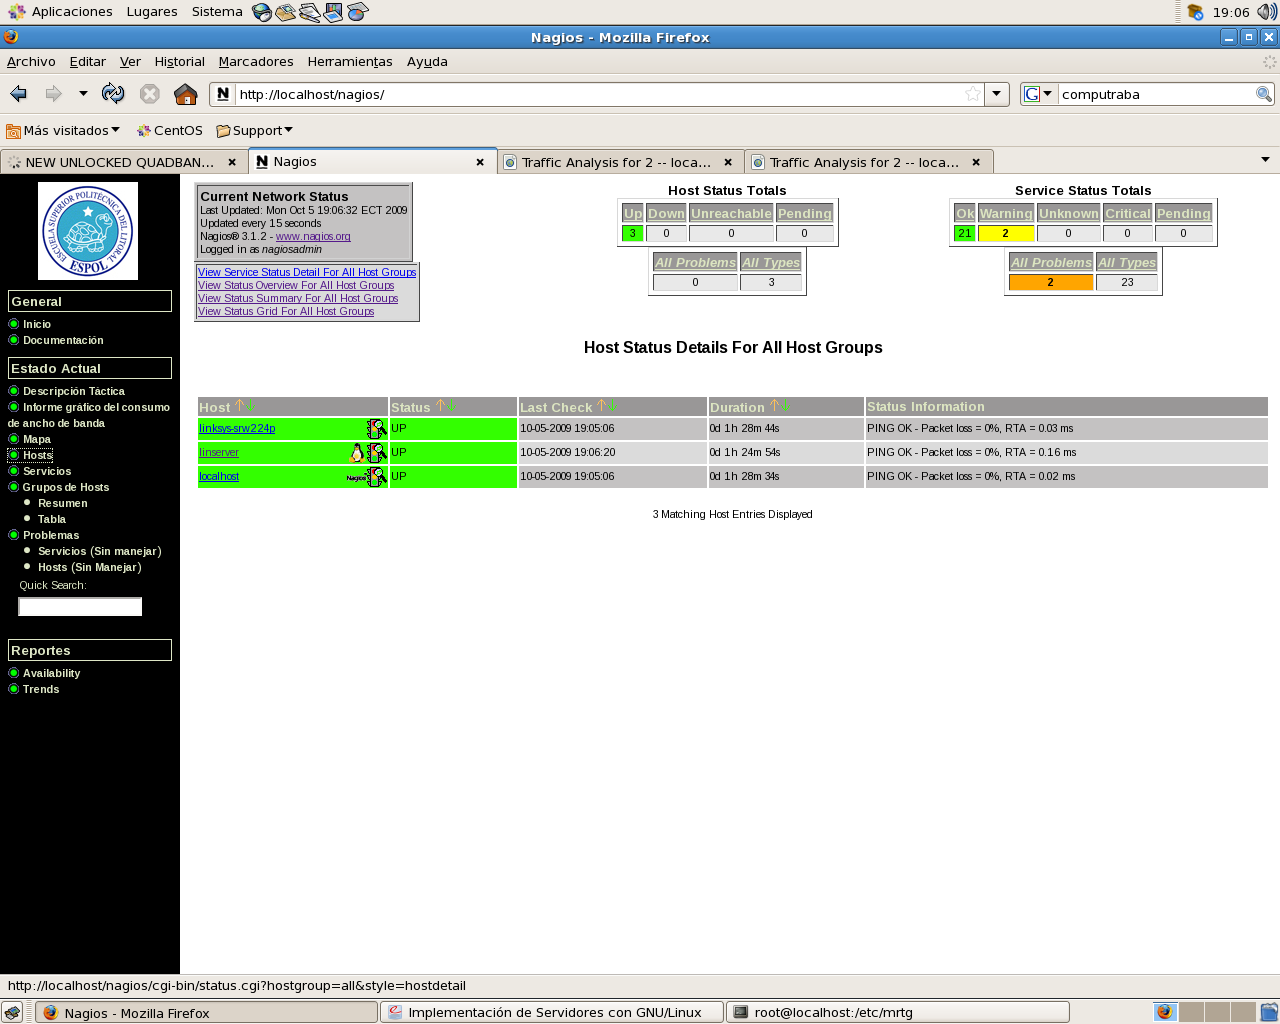 Aplicaciones Lugares Sistema 19:06
Nagios - Mozilla Firefox
Archivo Editar Ver Historial Marcadores Herramientas Ayuda
http://localhost/nagios/ computraba
Más visitados CentOS Support
NEW UNLOCKED QUADBAN... Nagios Traffic Analysis for 2 -- loca... Traffic Analysis for 2 -- loca...
ESCUELA SUPERIOR POLITÉCNICA DEL LITORAL
ESPOL
General
Inicio
Documentación
Estado Actual
Descripción Táctica
Informe gráfico del consumo
de ancho de banda
Mapa
Hosts
Servicios
Grupos de Hosts
Resumen
Tabla
Problemas
Servicios (Sin manejar)
Hosts (Sin Manejar)
Quick Search:
Reportes
Availability
Trends
Current Network Status
Last Updated: Mon Oct 5 19:06:32 ECT 2009
Updated every 15 seconds
Nagios® 3.1.2 - www.nagios.org
Logged in as nagiosadmin
View Service Status Detail For All Host Groups
View Status Overview For All Host Groups
View Status Summary For All Host Groups
View Status Grid For All Host Groups
Host Status Totals
Up Down Unreachable Pending
3 0 0 0
All Problems All Types
0 3
Service Status Totals
Ok Warning Unknown Critical Pending
21 2 0 0 0
All Problems All Types
2 23
Host Status Details For All Host Groups
Host Status Last Check Duration Status Information
linksys-srw224p UP 10-05-2009 19:05:06 0d 1h 28m 44s PING OK - Packet loss = 0%, RTA = 0.03 ms
linserver UP 10-05-2009 19:06:20 0d 1h 24m 54s PING OK - Packet loss = 0%, RTA = 0.16 ms
localhost Nagios UP 10-05-2009 19:05:06 0d 1h 28m 34s PING OK - Packet loss = 0%, RTA = 0.02 ms
3 Matching Host Entries Displayed
http://localhost/nagios/cgi-bin/status.cgi?hostgroup=all&style=hostdetail
Nagios - Mozilla Firefox Implementación de Servidores con GNU/Linux root@localhost:/etc/mrtg